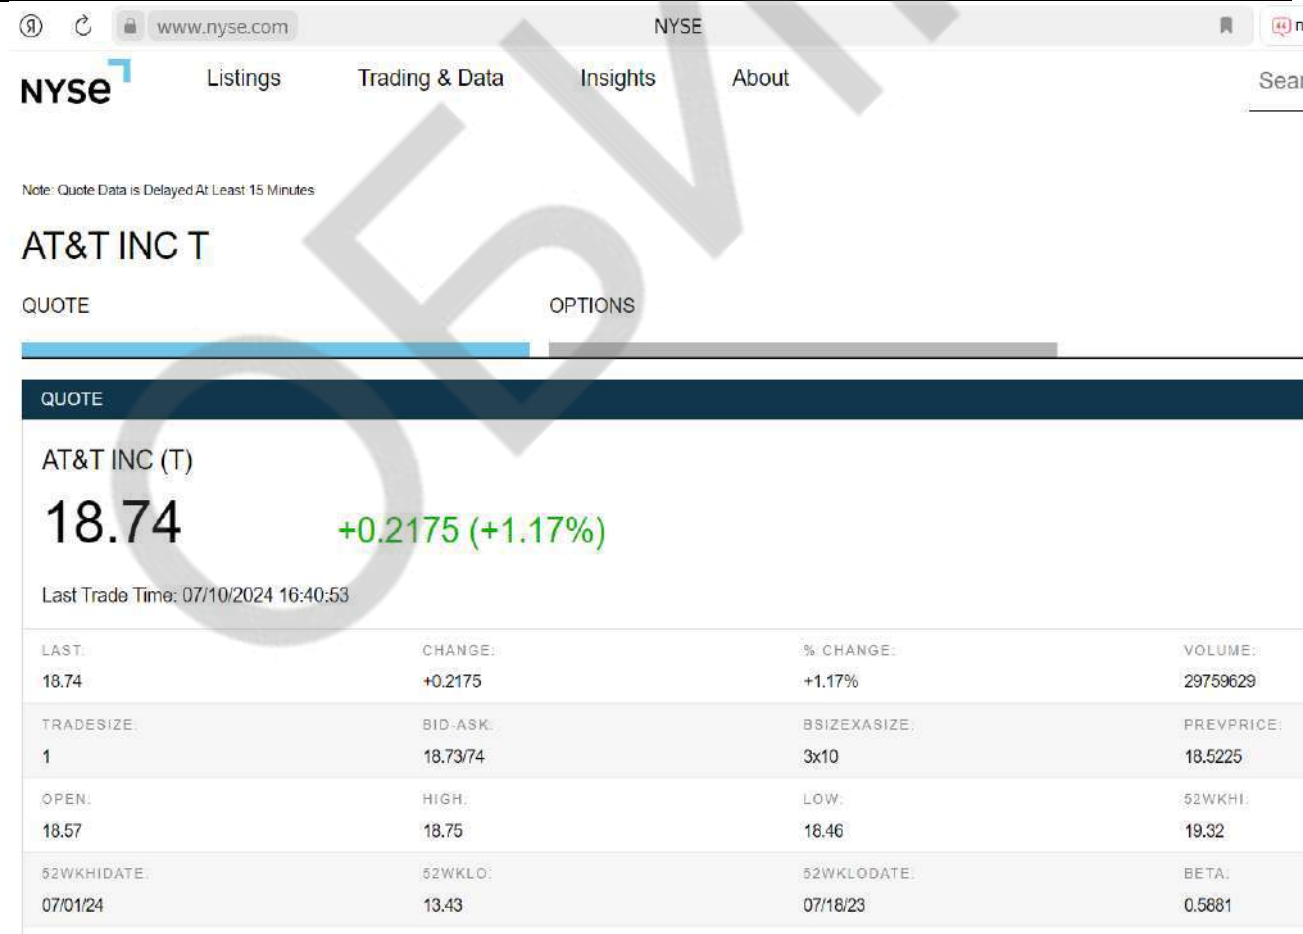 Я www.nyse.com NYSE
NYSE Listings Trading & Data Insights About Sear
Note: Quote Data is Delayed At Least 15 Minutes
AT&T INC T
QUOTE OPTIONS
QUOTE
AT&T INC (T)
18.74 +0.2175 (+1.17%)
Last Trade Time: 07/10/2024 16:40:53
LAST: CHANGE: % CHANGE: VOLUME:
18.74 +0.2175 +1.17% 29759629
TRADESIZE: BID-ASK: BSIZEXASIZE: PREVPRICE:
1 18.73/74 3x10 18.5225
OPEN: HIGH: LOW: 52WKHI:
18.57 18.75 18.46 19.32
52WKHIDATE: 52WKLO: 52WKLODATE: BETA:
07/01/24 13.43 07/18/23 0.5881